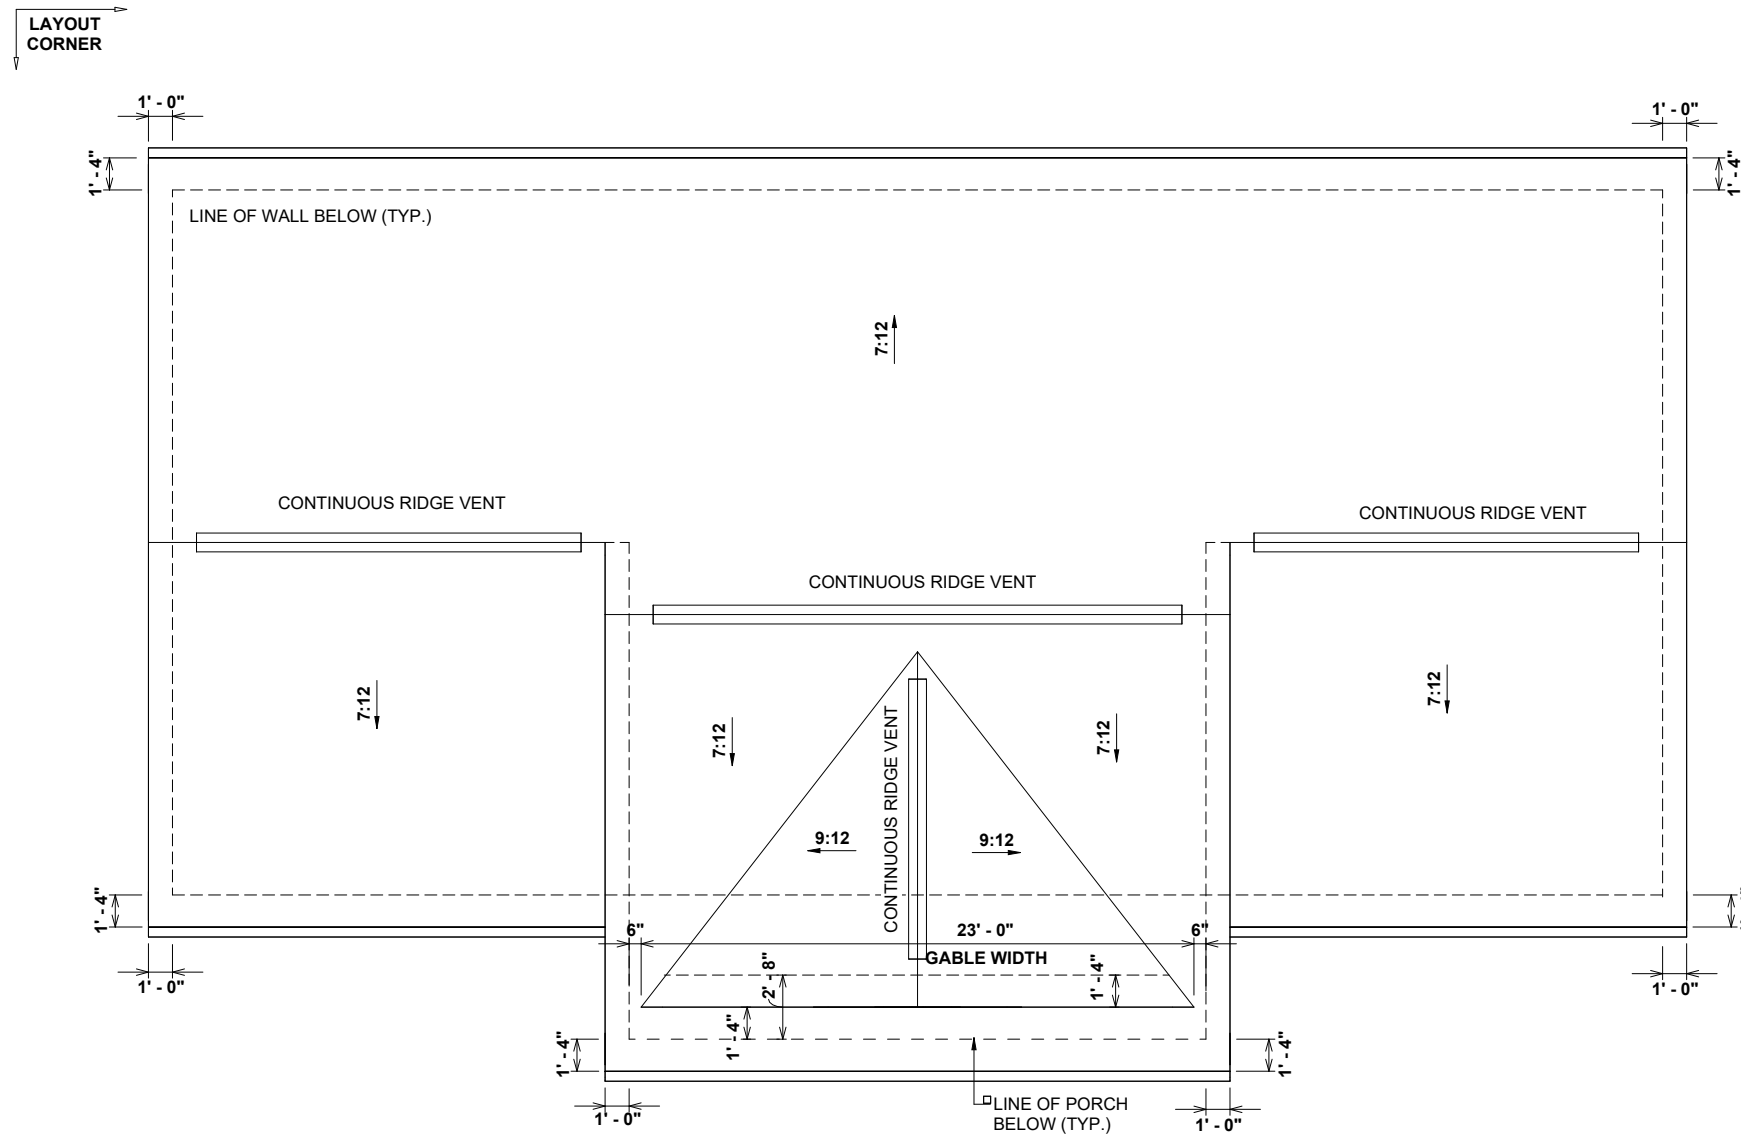 LAYOUT
CORNER
1' - 0"
1' - 0"
1' - 4"
1' - 4"
LINE OF WALL BELOW (TYP.)
7:12
CONTINUOUS RIDGE VENT
CONTINUOUS RIDGE VENT
CONTINUOUS RIDGE VENT
7:12
7:12
7:12
7:12
CONTINUOUS RIDGE VENT
9:12
9:12
1' - 4"
6"
23' - 0"
6"
GABLE WIDTH
2' - 8"
1' - 4"
1' - 0"
1' - 0"
1' - 4"
1' - 4"
1' - 4"
LINE OF PORCH
BELOW (TYP.)
1' - 0"
1' - 0"